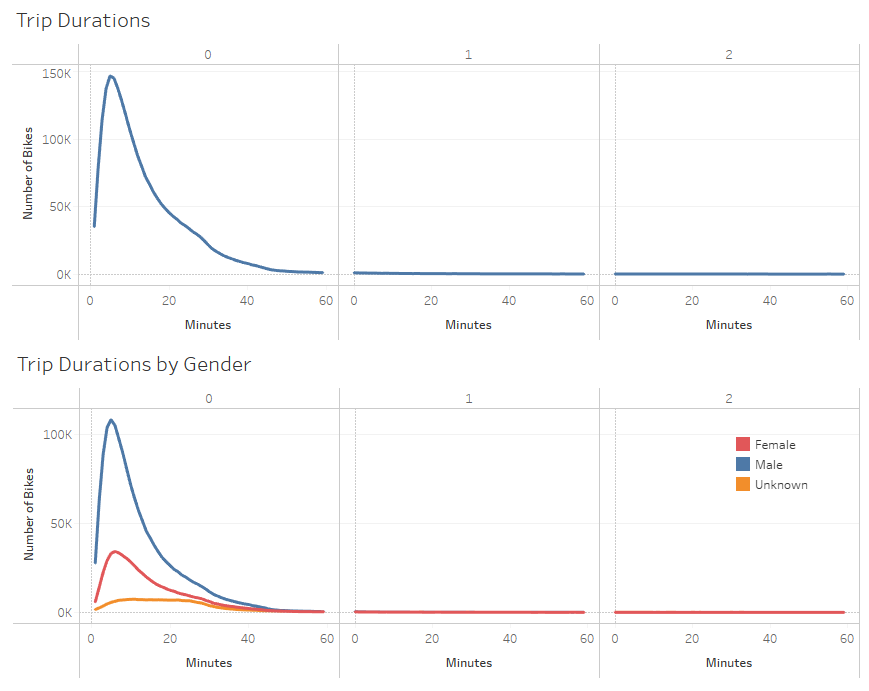 Trip Durations
0 1 2
150K
100K
50K
0K
Number of Bikes
0 20 40 60 0 20 40 60 0 20 40 60
Minutes Minutes Minutes
Trip Durations by Gender
0 1 2
100K
50K
0K
Number of Bikes
Female
Male
Unknown
0 20 40 60 0 20 40 60 0 20 40 60
Minutes Minutes Minutes